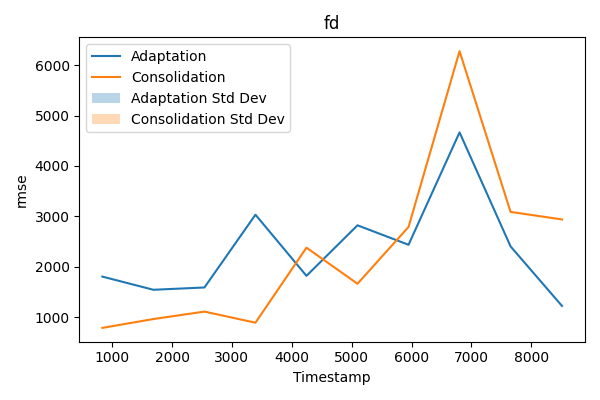 fd
Adaptation
Consolidation
Adaptation Std Dev
Consolidation Std Dev
6000
5000
4000
3000
2000
1000
rmse
1000 2000 3000 4000 5000 6000 7000 8000
Timestamp